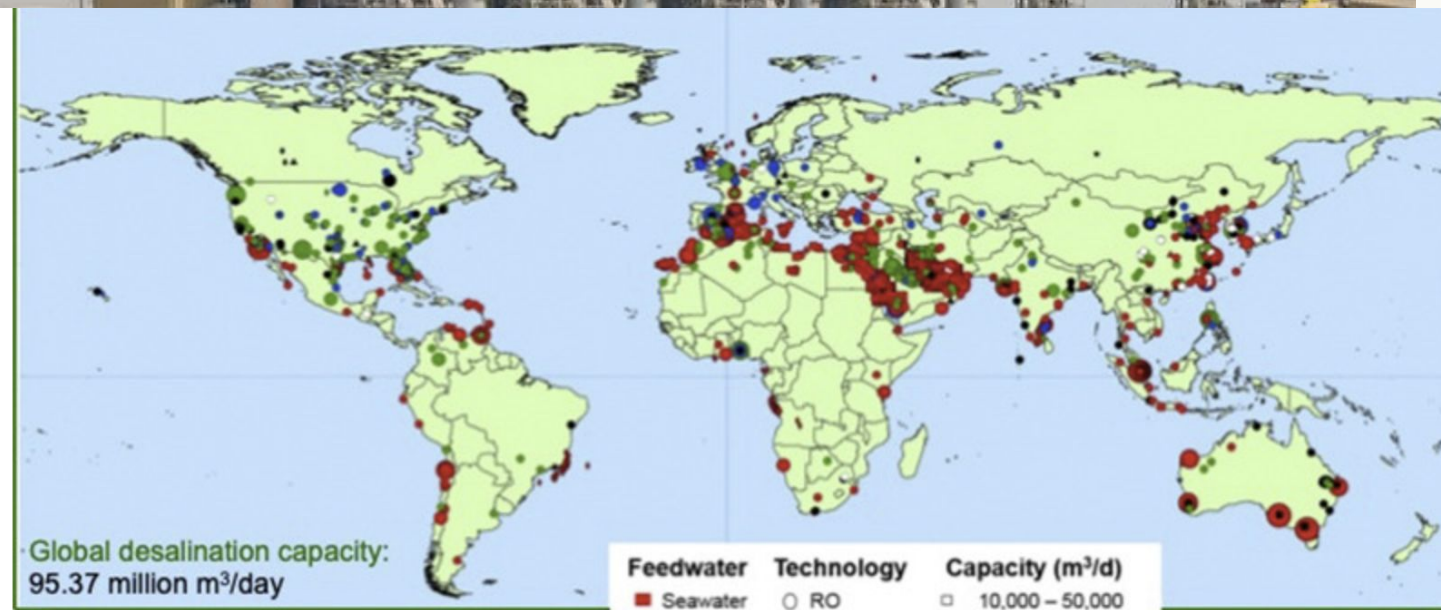 Global desalination capacity:
95.37 million m³/day
Feedwater Technology Capacity (m³/d)
Seawater RO 10,000 – 50,000